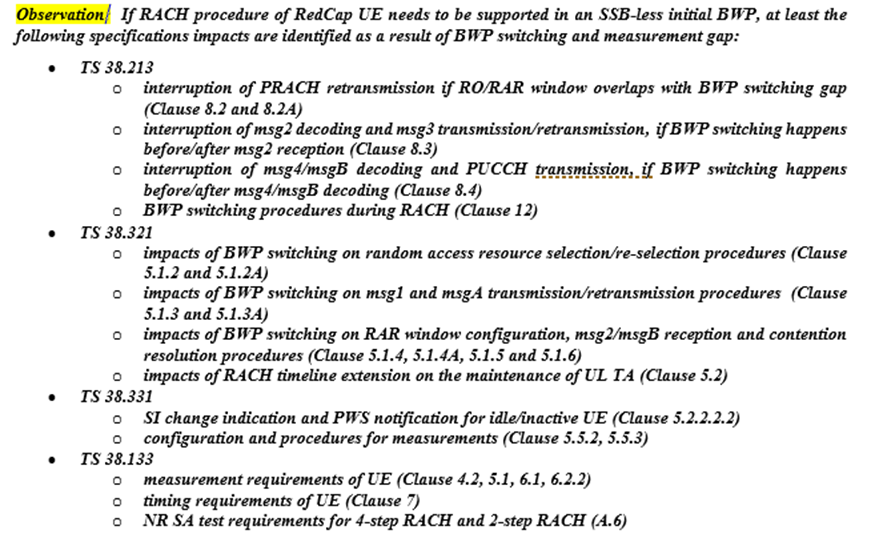 Observation: If RACH procedure of RedCap UE needs to be supported in an SSB-less initial BWP, at least the
following specifications impacts are identified as a result of BWP switching and measurement gap:
• TS 38.213
o interruption of PRACH retransmission if RO/RAR window overlaps with BWP switching gap
(Clause 8.2 and 8.2A)
o interruption of msg2 decoding and msg3 transmission/retransmission, if BWP switching happens
before/after msg2 reception (Clause 8.3)
o interruption of msg4/msgB decoding and PUCCH transmission, if BWP switching happens
before/after msg4/msgB decoding (Clause 8.4)
o BWP switching procedures during RACH (Clause 12)
• TS 38.321
o impacts of BWP switching on random access resource selection/re-selection procedures (Clause
5.1.2 and 5.1.2A)
o impacts of BWP switching on msg1 and msgA transmission/retransmission procedures (Clause
5.1.3 and 5.1.3A)
o impacts of BWP switching on RAR window configuration, msg2/msgB reception and contention
resolution procedures (Clause 5.1.4, 5.1.4A, 5.1.5 and 5.1.6)
o impacts of RACH timeline extension on the maintenance of UL TA (Clause 5.2)
• TS 38.331
o SI change indication and PWS notification for idle/inactive UE (Clause 5.2.2.2.2)
o configuration and procedures for measurements (Clause 5.5.2, 5.5.3)
• TS 38.133
o measurement requirements of UE (Clause 4.2, 5.1, 6.1, 6.2.2)
o timing requirements of UE (Clause 7)
o NR SA test requirements for 4-step RACH and 2-step RACH (A.6)